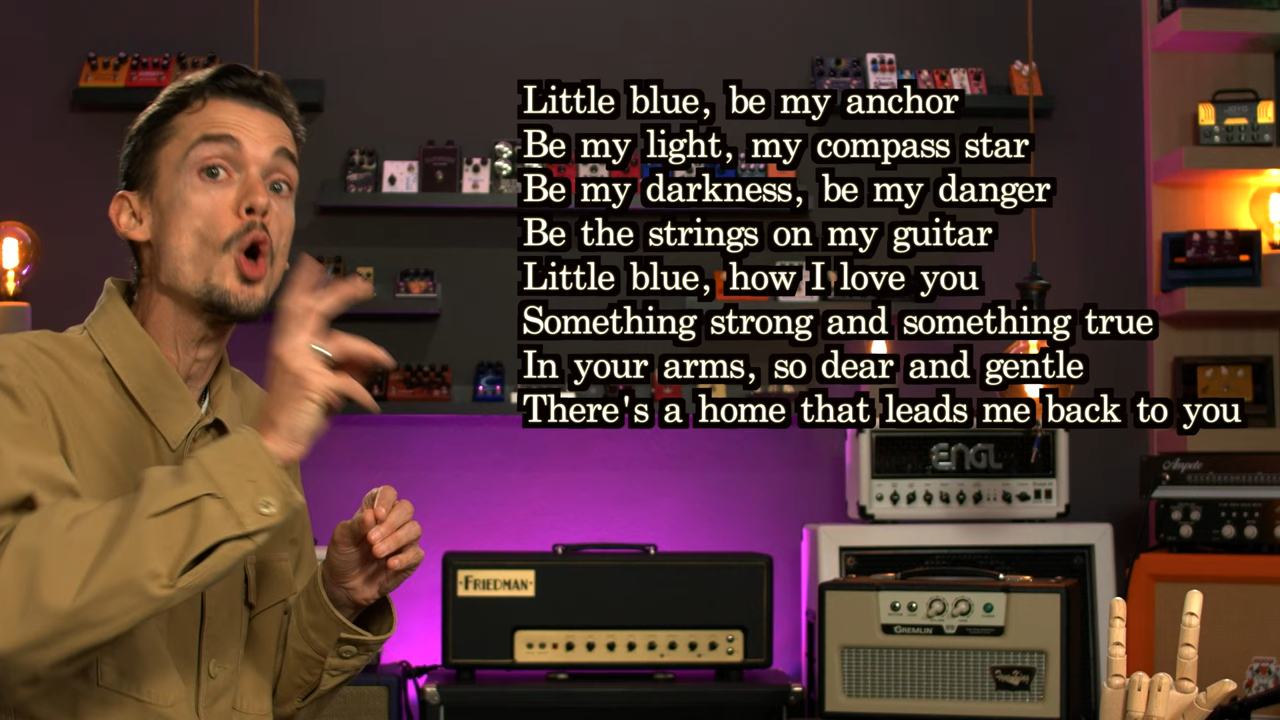 Little blue, be my anchor
Be my light, my compass star
Be my darkness, be my danger
Be the strings on my guitar
Little blue, how I love you
Something strong and something true
In your arms, so dear and gentle
There's a home that leads me back to you
JOYO
ENGL
Ampete
FRIEDMAN
GREMLIN